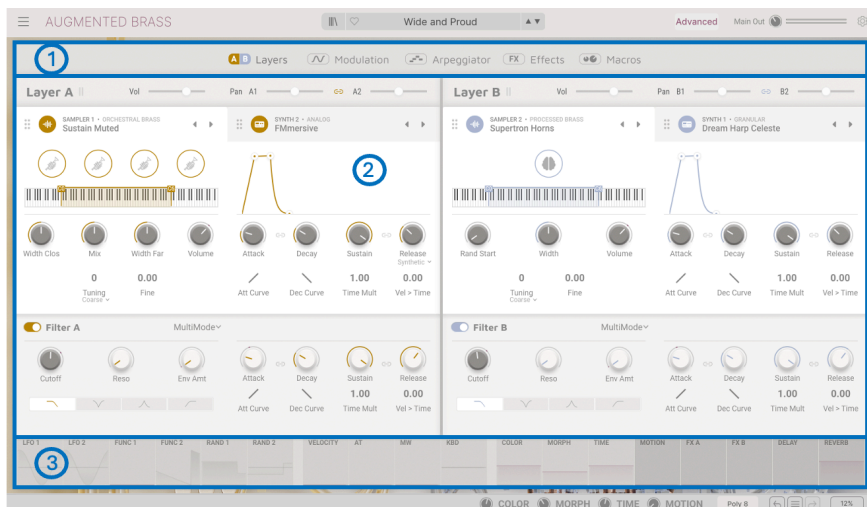 AUGMENTED BRASS Wide and Proud Advanced Main Out
1
A B Layers Modulation Arpeggiator FX Effects Macros
Layer A Vol Pan A1 A2 Layer B Vol Pan B1 B2
SAMPLER 1 • ORCHESTRAL BRASS SYNTH 2 • ANALOG SAMPLER 2 • PROCESSED BRASS SYNTH 1 • GRANULAR
Sustain Muted FMmersive Supertron Horns Dream Harp Celeste
2
Width Clos Mix Width Far Volume Attack Decay Sustain Release Rand Start Width Volume Attack Decay Sustain Release
Synthetic
0 0.00 1.00 0.00 0 0.00 1.00 0.00
Tuning Fine Att Curve Dec Curve Time Mult Vel > Time Tuning Fine Att Curve Dec Curve Time Mult Vel > Time
Coarse Coarse
Filter A MultiMode Filter B MultiMode
Cutoff Reso Env Amt Attack Decay Sustain Release Cutoff Reso Env Amt Attack Decay Sustain Release
1.00 0.00 1.00 0.00
Att Curve Dec Curve Time Mult Vel > Time Att Curve Dec Curve Time Mult Vel > Time
LFO 1 LFO 2 FUNC 1 FUNC 2 RAND 1 RAND 2 VELOCITY AT MW KBD COLOR MORPH TIME MOTION FX A FX B DELAY REVERB
3
COLOR MORPH TIME MOTION Poly 8 12%